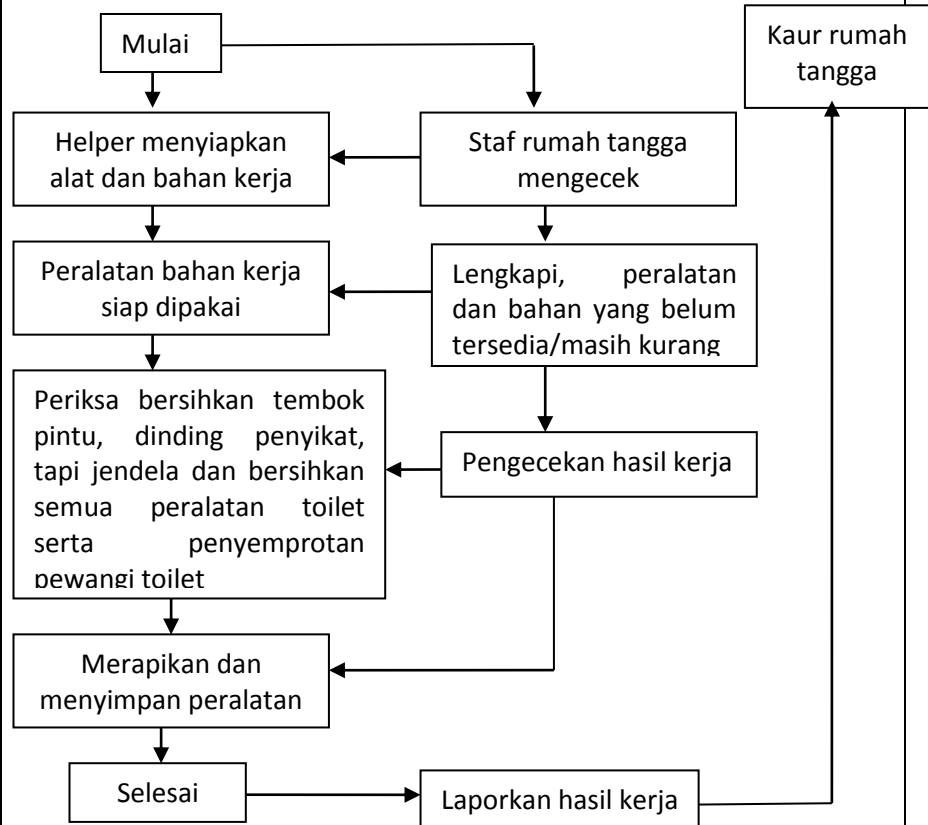 Mulai
Kaur rumah
tangga
Helper menyiapkan
alat dan bahan kerja
Staf rumah tangga
mengecek
Peralatan bahan kerja
siap dipakai
Lengkapi, peralatan
dan bahan yang belum
tersedia/masih kurang
Periksa bersihkan tembok
pintu, dinding penyikat,
tapi jendela dan bersihkan
semua peralatan toilet
serta penyemprotan
pewangi toilet
Pengecekan hasil kerja
Merapikan dan
menyimpan peralatan
Selesai
Laporkan hasil kerja